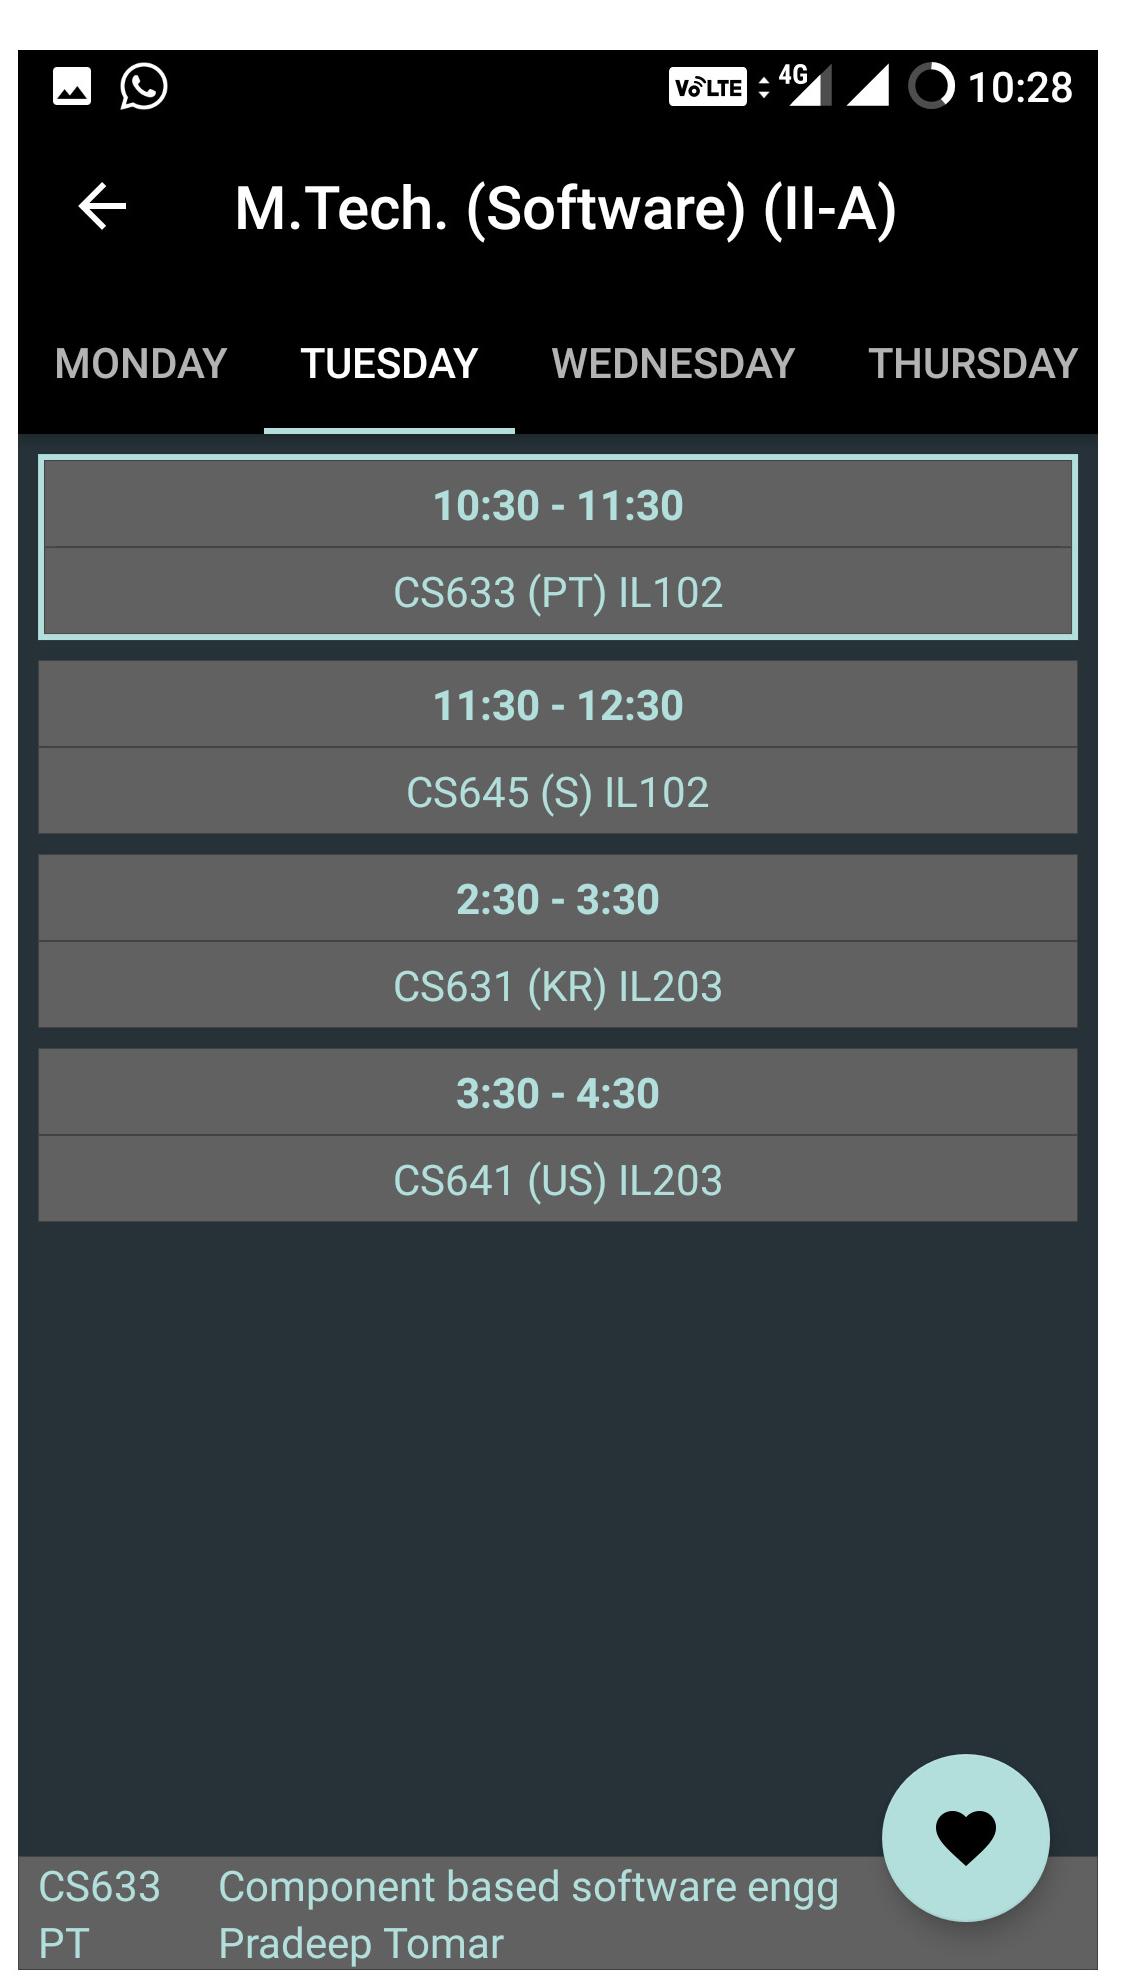 VoLTE 4G 10:28
M.Tech. (Software) (II-A)
MONDAY TUESDAY WEDNESDAY THURSDAY
10:30 - 11:30
CS633 (PT) IL102
11:30 - 12:30
CS645 (S) IL102
2:30 - 3:30
CS631 (KR) IL203
3:30 - 4:30
CS641 (US) IL203
CS633 Component based software engg
PT Pradeep Tomar